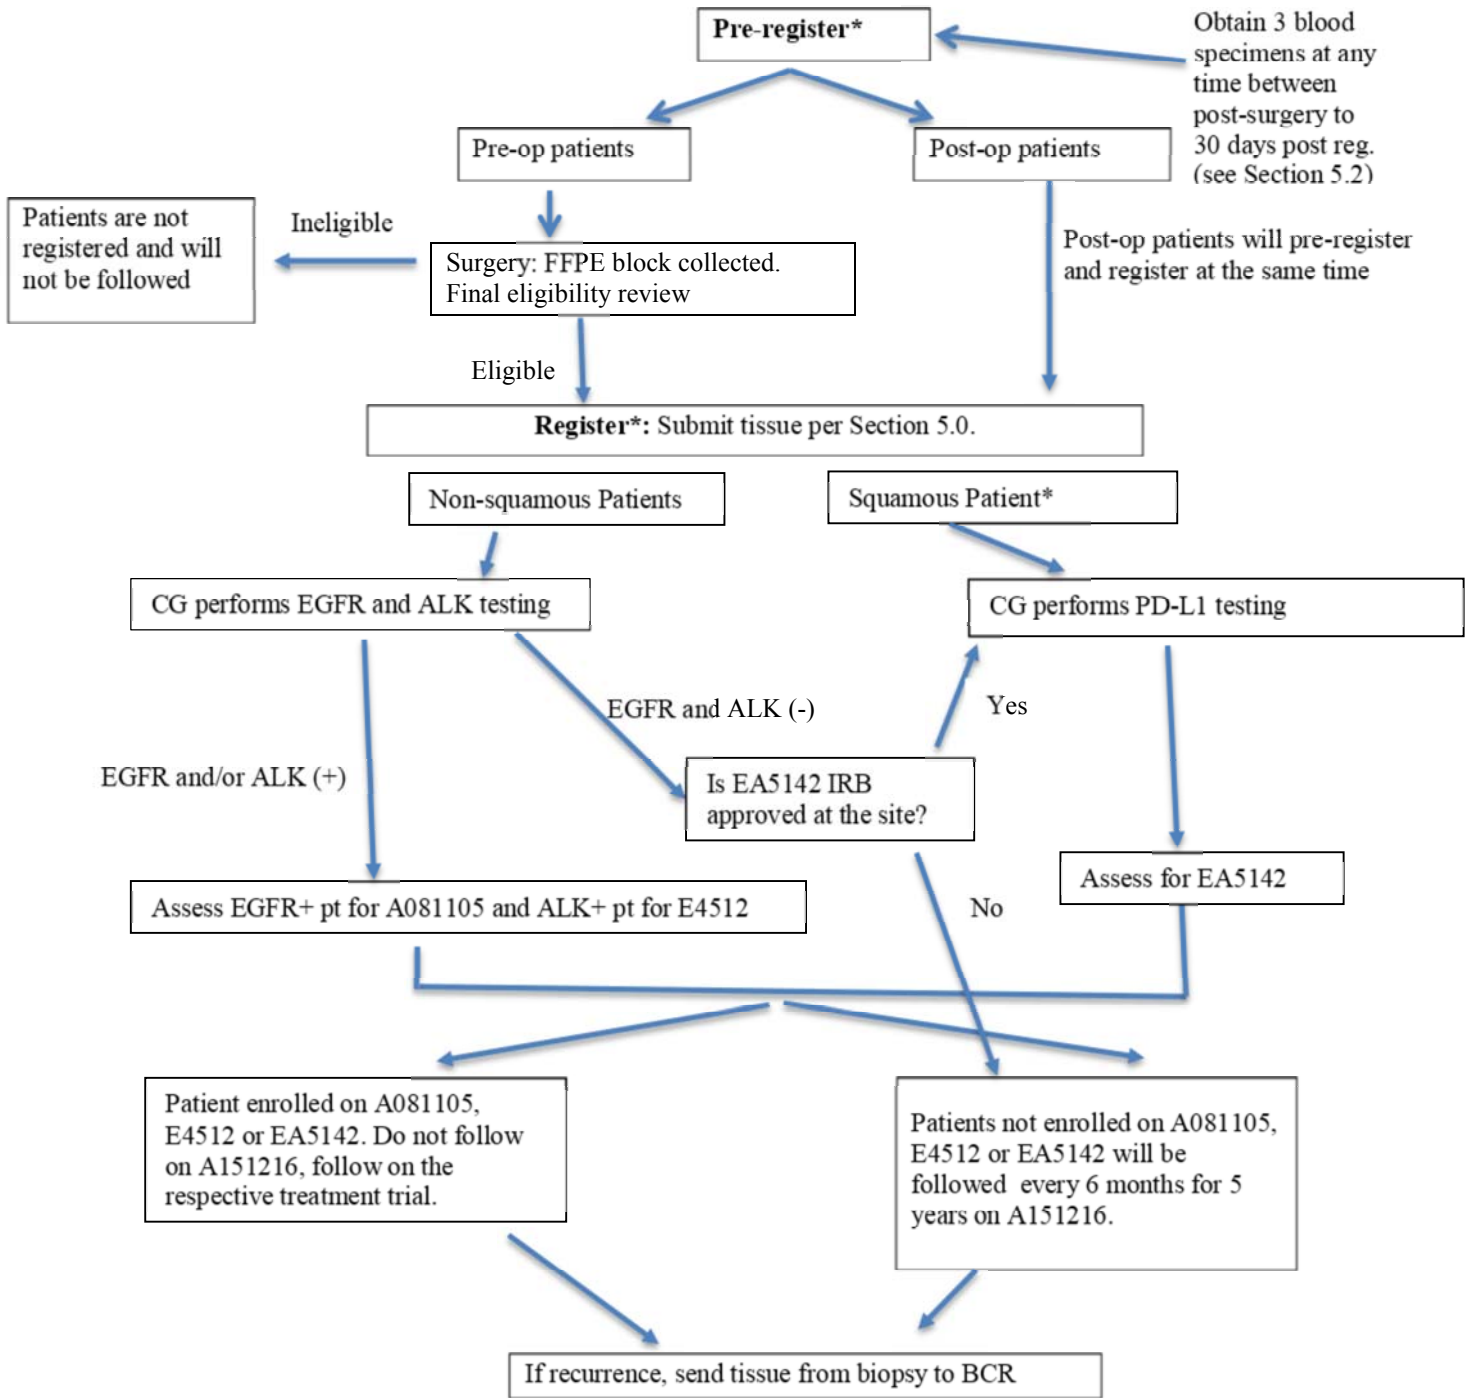 Pre-register*
Obtain 3 blood
specimens at any
time between
post-surgery to
30 days post reg.
(see Section 5.2)
Pre-op patients
Post-op patients
Patients are not
registered and will
not be followed
Ineligible
Surgery: FFPE block collected.
Final eligibility review
Post-op patients will pre-register
and register at the same time
Eligible
Register*: Submit tissue per Section 5.0.
Non-squamous Patients
Squamous Patient*
CG performs EGFR and ALK testing
CG performs PD-L1 testing
EGFR and ALK (-)
Yes
EGFR and/or ALK (+)
Is EA5142 IRB
approved at the site?
Assess for EA5142
Assess EGFR+ pt for A081105 and ALK+ pt for E4512
No
Patient enrolled on A081105,
E4512 or EA5142. Do not follow
on A151216, follow on the
respective treatment trial.
Patients not enrolled on A081105,
E4512 or EA5142 will be
followed every 6 months for 5
years on A151216.
If recurrence, send tissue from biopsy to BCR